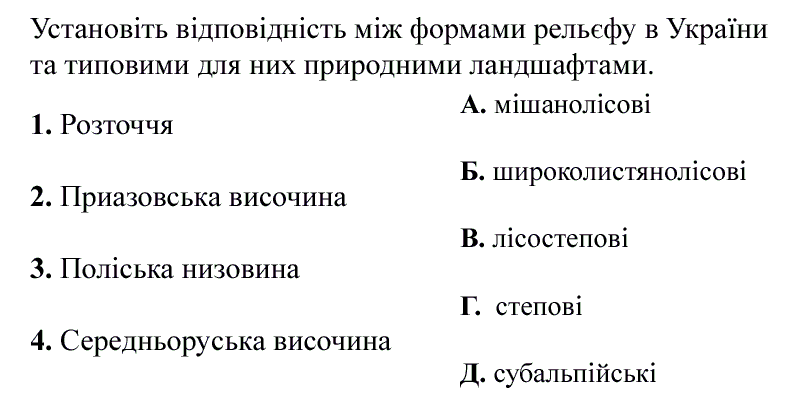 Установіть відповідність між формами рельєфу в України
та типовими для них природними ландшафтами.
1. Розточчя
2. Приазовська височина
3. Поліська низовина
4. Середньоруська височина
А. мішанолісові
Б. широколистянолісові
В. лісостепові
Г. степові
Д. субальпійські